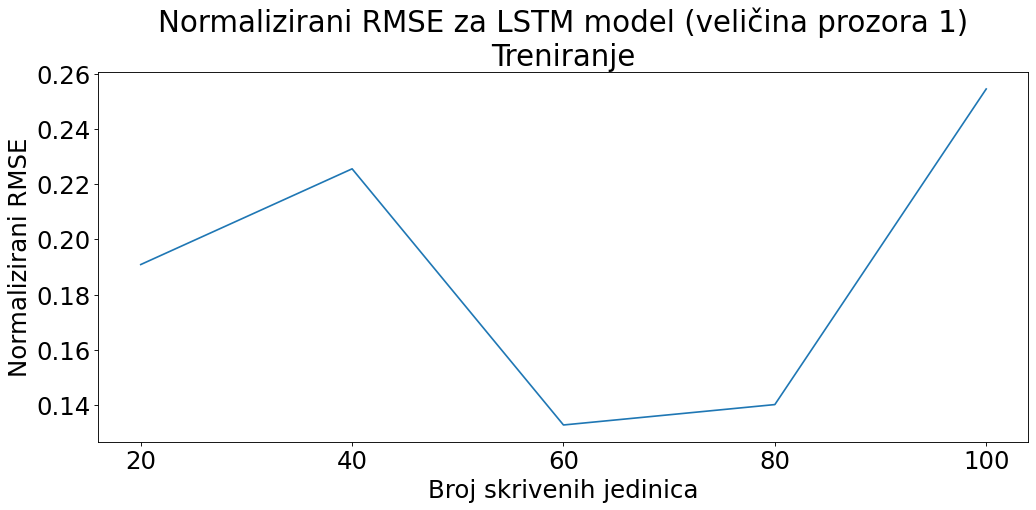 Normalizirani RMSE za LSTM model (veličina prozora 1)
Treniranje
Normalizirani RMSE
0.26
0.24
0.22
0.20
0.18
0.16
0.14
20 40 60 80 100
Broj skrivenih jedinica